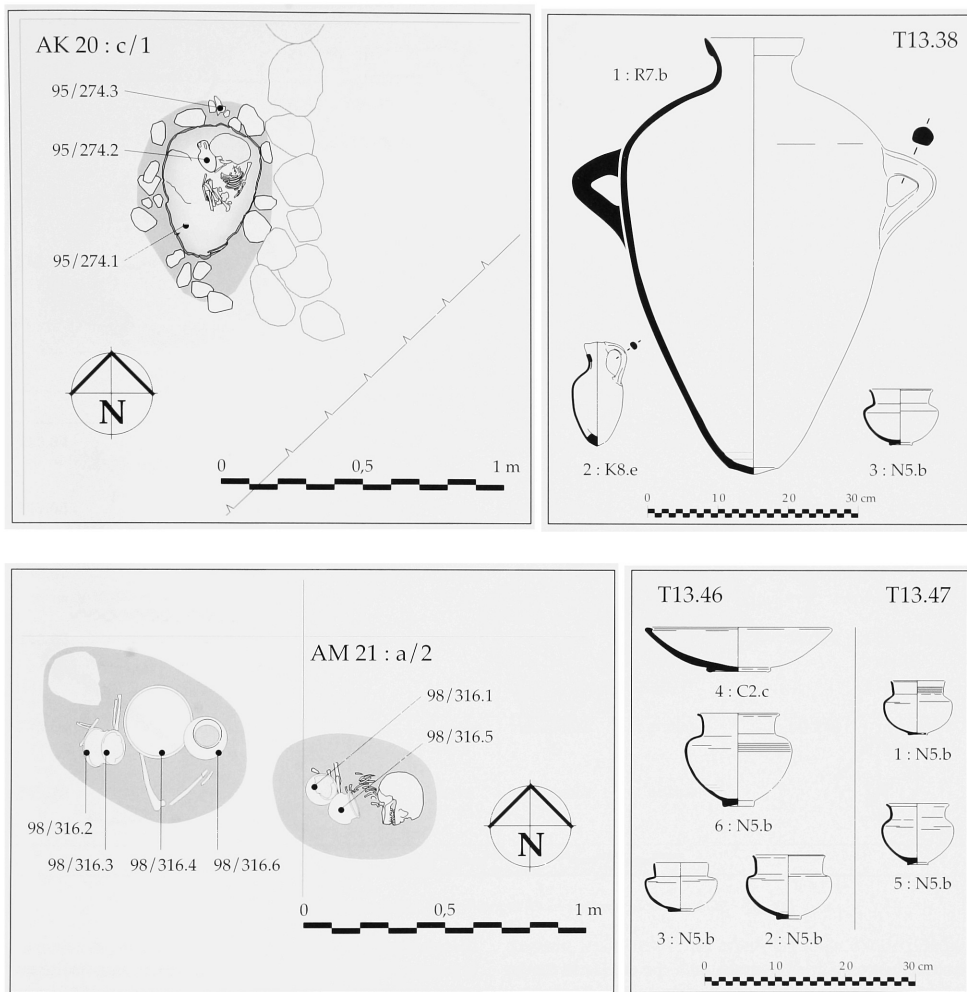 AK 20 : c/1
95/274.3
95/274.2
95/274.1
N
0 0,5 1 m
T13.38
1 : R7.b
2 : K8.e
3 : N5.b
0 10 20 30 cm
AM 21 : a/2
98/316.1
98/316.5
98/316.2
98/316.3
98/316.4
98/316.6
N
0 0,5 1 m
T13.46
T13.47
4 : C2.c
1 : N5.b
6 : N5.b
5 : N5.b
3 : N5.b
2 : N5.b
0 10 20 30 cm